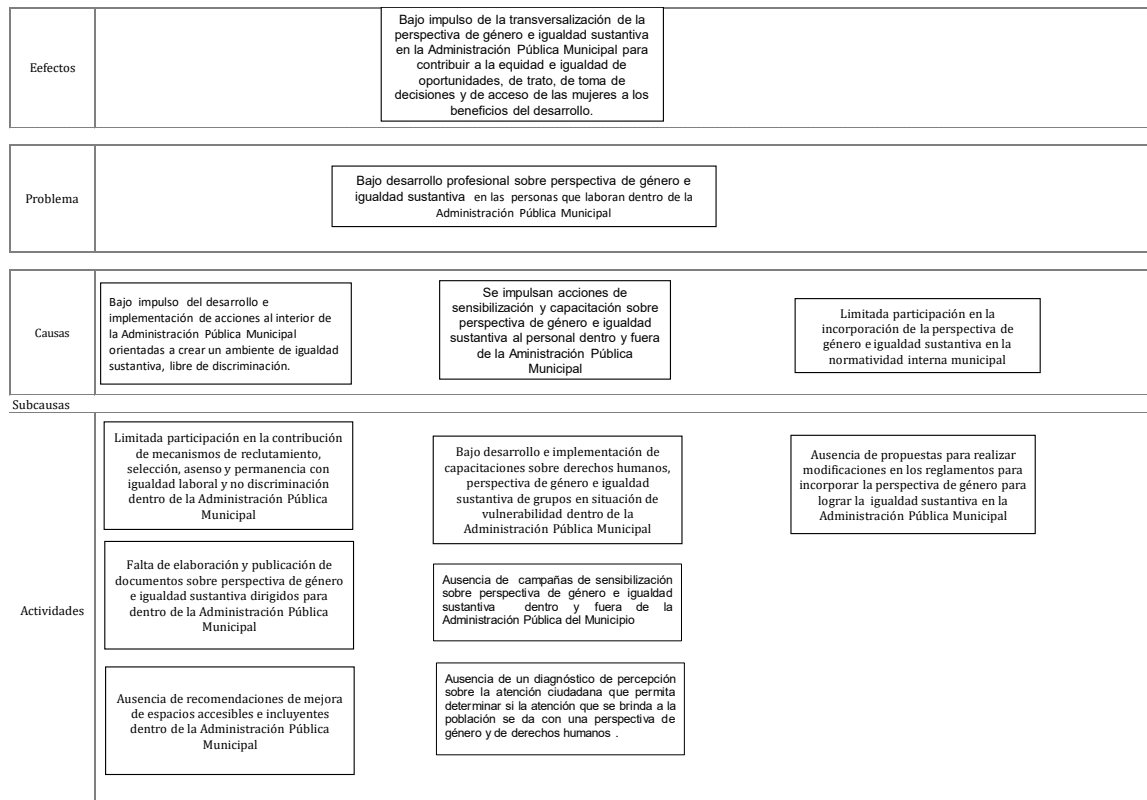 Bajo impulso de la transversalización de la
perspectiva de género e igualdad sustantiva
en la Administración Pública Municipal para
contribuir a la equidad e igualdad de
oportunidades, de trato, de toma de
decisiones y de acceso de las mujeres a los
beneficios del desarrollo.
Eefectos
Bajo desarrollo profesional sobre perspectiva de género e
igualdad sustantiva en las personas que laboran dentro de la
Administración Pública Municipal
Problema
Causas
Bajo impulso del desarrollo e
implementación de acciones al interior de
la Administración Pública Municipal
orientadas a crear un ambiente de igualdad
sustantiva, libre de discriminación.
Se impulsan acciones de
sensibilización y capacitación sobre
perspectiva de género e igualdad
sustantiva al personal dentro y fuera
de la Aministración Pública
Municipal
Limitada participación en la
incorporación de la perspectiva de
género e igualdad sustantiva en la
normatividad interna municipal
Subcausas
Limitada participación en la contribución
de mecanismos de reclutamiento,
selección, asenso y permanencia con
igualdad laboral y no discriminación
dentro de la Administración Pública
Municipal
Bajo desarrollo e implementación de
capacitaciones sobre derechos humanos,
perspectiva de género e igualdad
sustantiva de grupos en situación de
vulnerabilidad dentro de la
Administración Pública Municipal
Ausencia de propuestas para realizar
modificaciones en los reglamentos para
incorporar la perspectiva de género para
lograr la igualdad sustantiva en la
Administración Pública Municipal
Actividades
Falta de elaboración y publicación de
documentos sobre perspectiva de género
e igualdad sustantiva dirigidos para
dentro de la Administración Pública
Municipal
Ausencia de campañas de sensibilización
sobre perspectiva de género e igualdad
sustantiva dentro y fuera de la
Administración Pública del Municipio
Ausencia de recomendaciones de mejora
de espacios accesibles e incluyentes
dentro de la Administración Pública
Municipal
Ausencia de un diagnóstico de percepción
sobre la atención ciudadana que permita
determinar si la atención que se brinda a la
población se da con una perspectiva de
género y de derechos humanos .